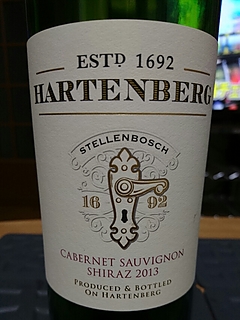 ESTD 1692
HARTENBERG
STELLENBOSCH
16 92
CABERNET SAUVIGNON
SHIRAZ 2013
PRODUCED & BOTTLED
ON HARTENBERG